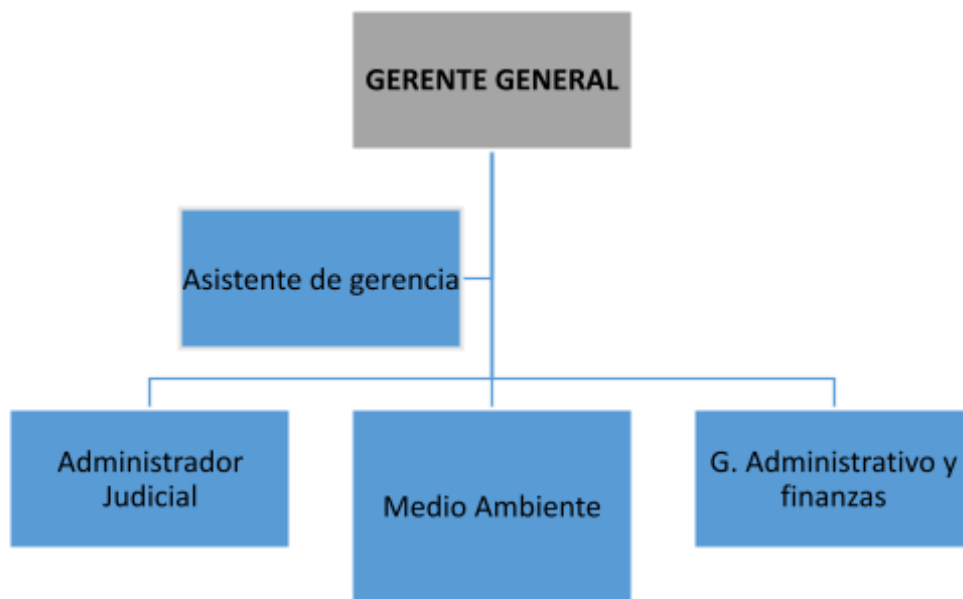 GERENTE GENERAL
Asistente de gerencia
Administrador
Judicial
Medio Ambiente
G. Administrativo y
finanzas